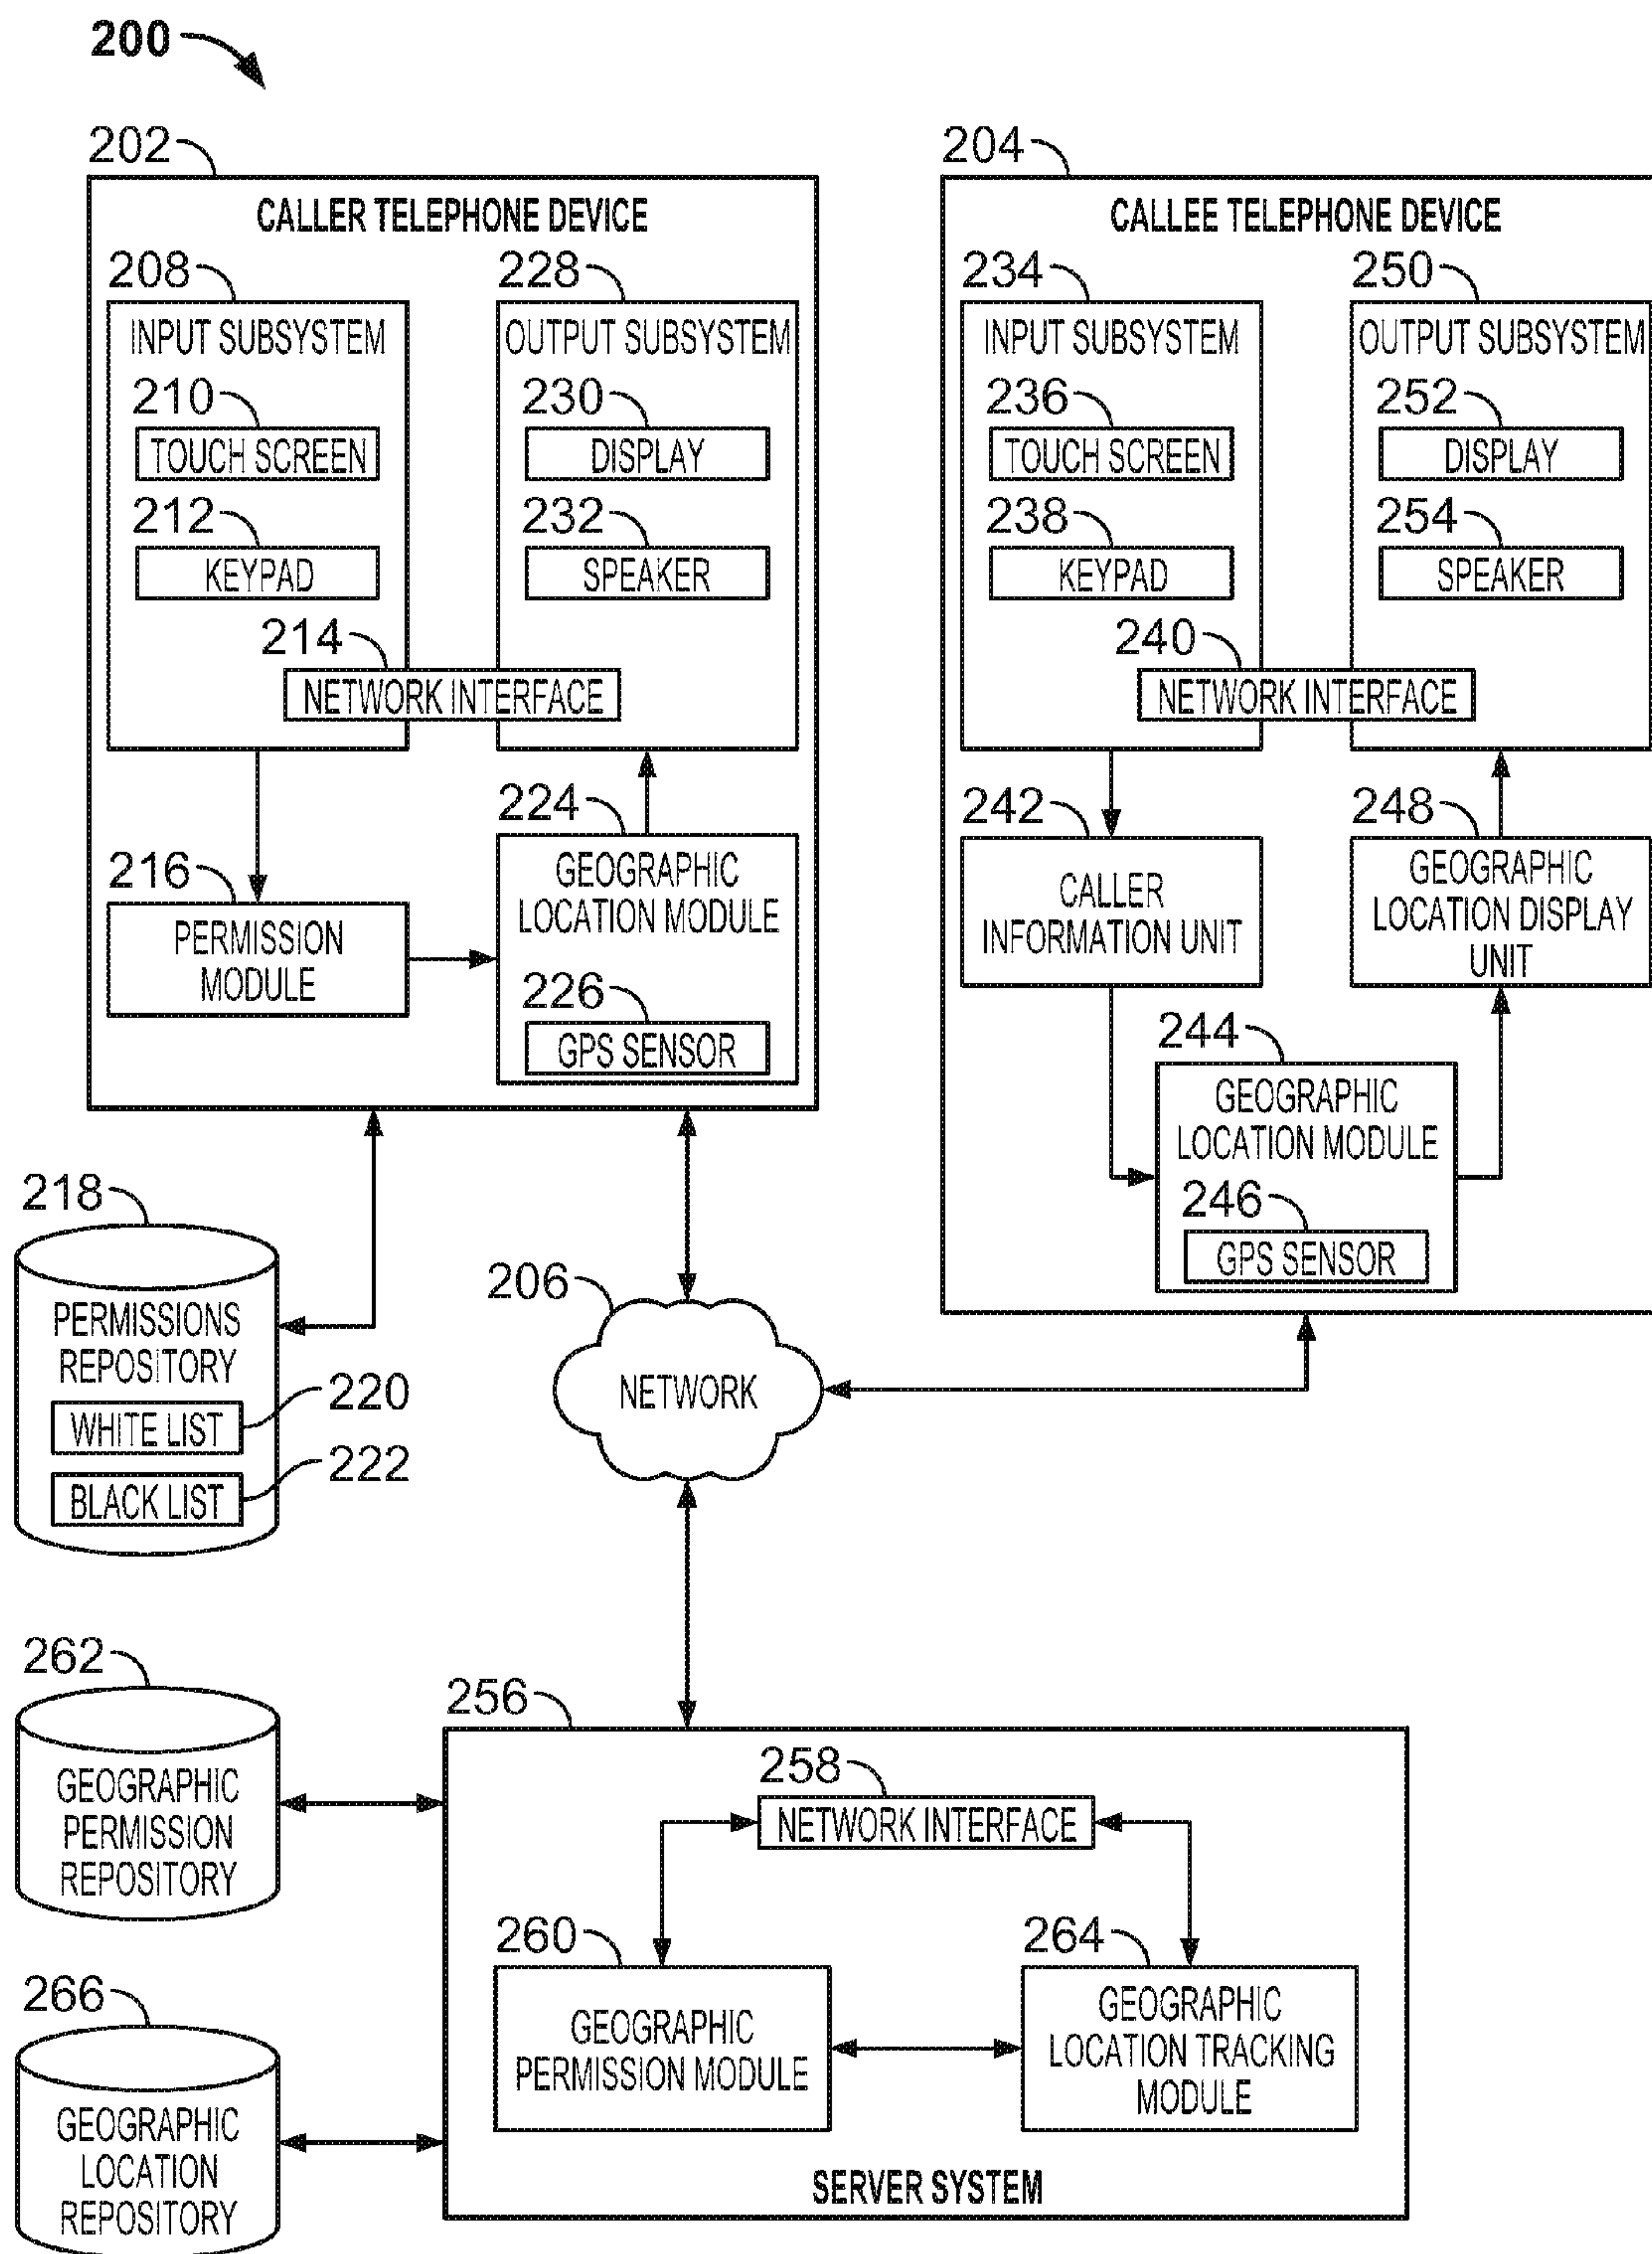 200
202
CALLER TELEPHONE DEVICE
208
INPUT SUBSYSTEM
210
TOUCH SCREEN
212
KEYPAD
228
OUTPUT SUBSYSTEM
230
DISPLAY
232
SPEAKER
214
NETWORK INTERFACE
216
PERMISSION
MODULE
224
GEOGRAPHIC
LOCATION MODULE
226
GPS SENSOR
204
CALLEE TELEPHONE DEVICE
234
INPUT SUBSYSTEM
236
TOUCH SCREEN
238
KEYPAD
250
OUTPUT SUBSYSTEM
252
DISPLAY
254
SPEAKER
240
NETWORK INTERFACE
242
CALLER
INFORMATION UNIT
248
GEOGRAPHIC
LOCATION DISPLAY
UNIT
244
GEOGRAPHIC
LOCATION MODULE
246
GPS SENSOR
218
PERMISSIONS
REPOSITORY
220
WHITE LIST
222
BLACK LIST
206
NETWORK
262
GEOGRAPHIC
PERMISSION
REPOSITORY
266
GEOGRAPHIC
LOCATION
REPOSITORY
256
258
NETWORK INTERFACE
260
GEOGRAPHIC
PERMISSION MODULE
264
GEOGRAPHIC
LOCATION TRACKING
MODULE
SERVER SYSTEM